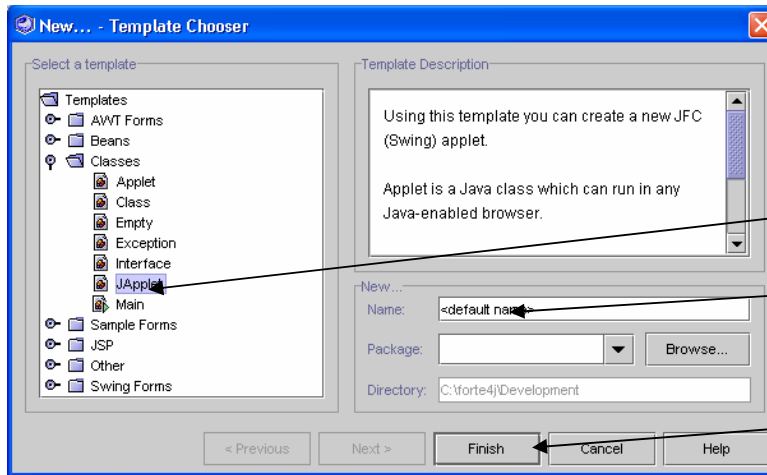 New... - Template Chooser
Select a template
Templates
AWT Forms
Beans
Classes
Applet
Class
Empty
Exception
Interface
JApplet
Main
Sample Forms
JSP
Other
Swing Forms
Template Description
Using this template you can create a new JFC
(Swing) applet.
Applet is a Java class which can run in any
Java-enabled browser.
New...
Name: <default name>
Package: Browse...
Directory: C:\forte4j\Development
< Previous Next > Finish Cancel Help